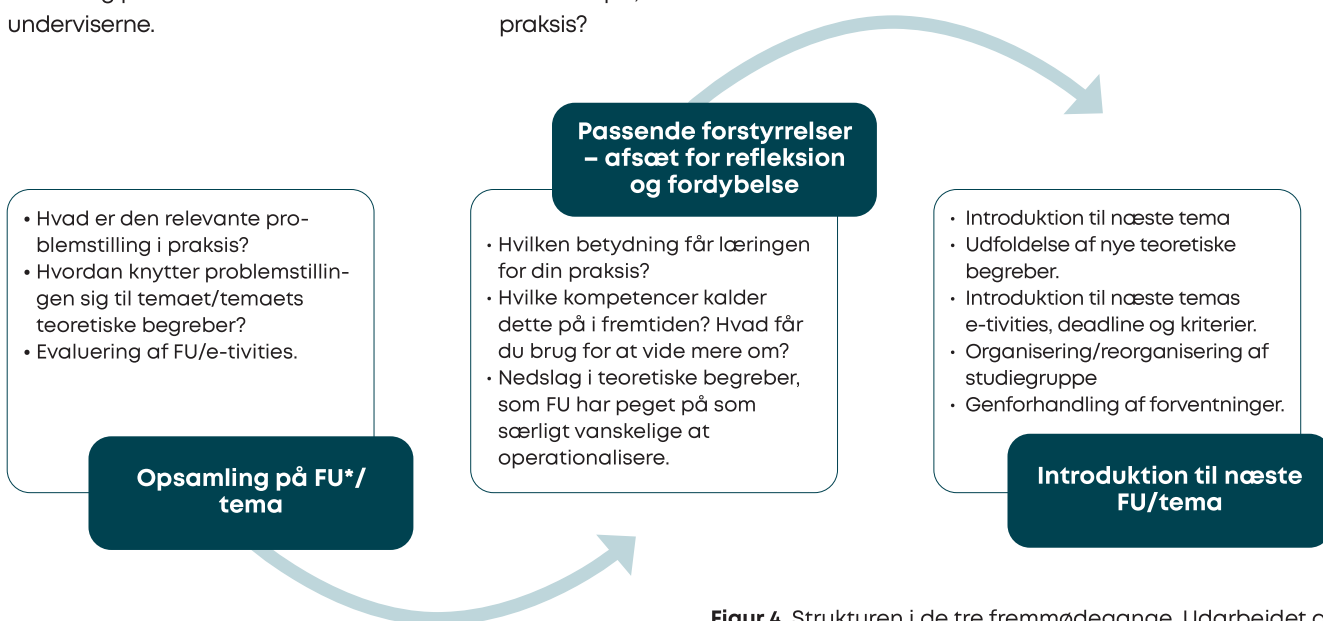 underviserne.
praksis?
Passende forstyrrelser
– afsæt for refleksion
og fordybelse
• Hvad er den relevante pro-
blemstilling i praksis?
• Hvordan knytter problemstillin-
gen sig til temaet/temaets
teoretiske begreber?
• Evaluering af FU/e-tivities.
Opsamling på FU*/
tema
• Hvilken betydning får læringen
for din praksis?
• Hvilke kompetencer kalder
dette på i fremtiden? Hvad får
du brug for at vide mere om?
• Nedslag i teoretiske begreber,
som FU har peget på som
særligt vanskelige at
operationalisere.
• Introduktion til næste tema
• Udfoldelse af nye teoretiske
begreber.
• Introduktion til næste temas
e-tivities, deadline og kriterier.
• Organisering/reorganisering af
studiegruppe
• Genforhandling af forventninger.
Introduktion til næste
FU/tema
Figur 4. Strukturen i de tre fremmødegange. Udarbejdet